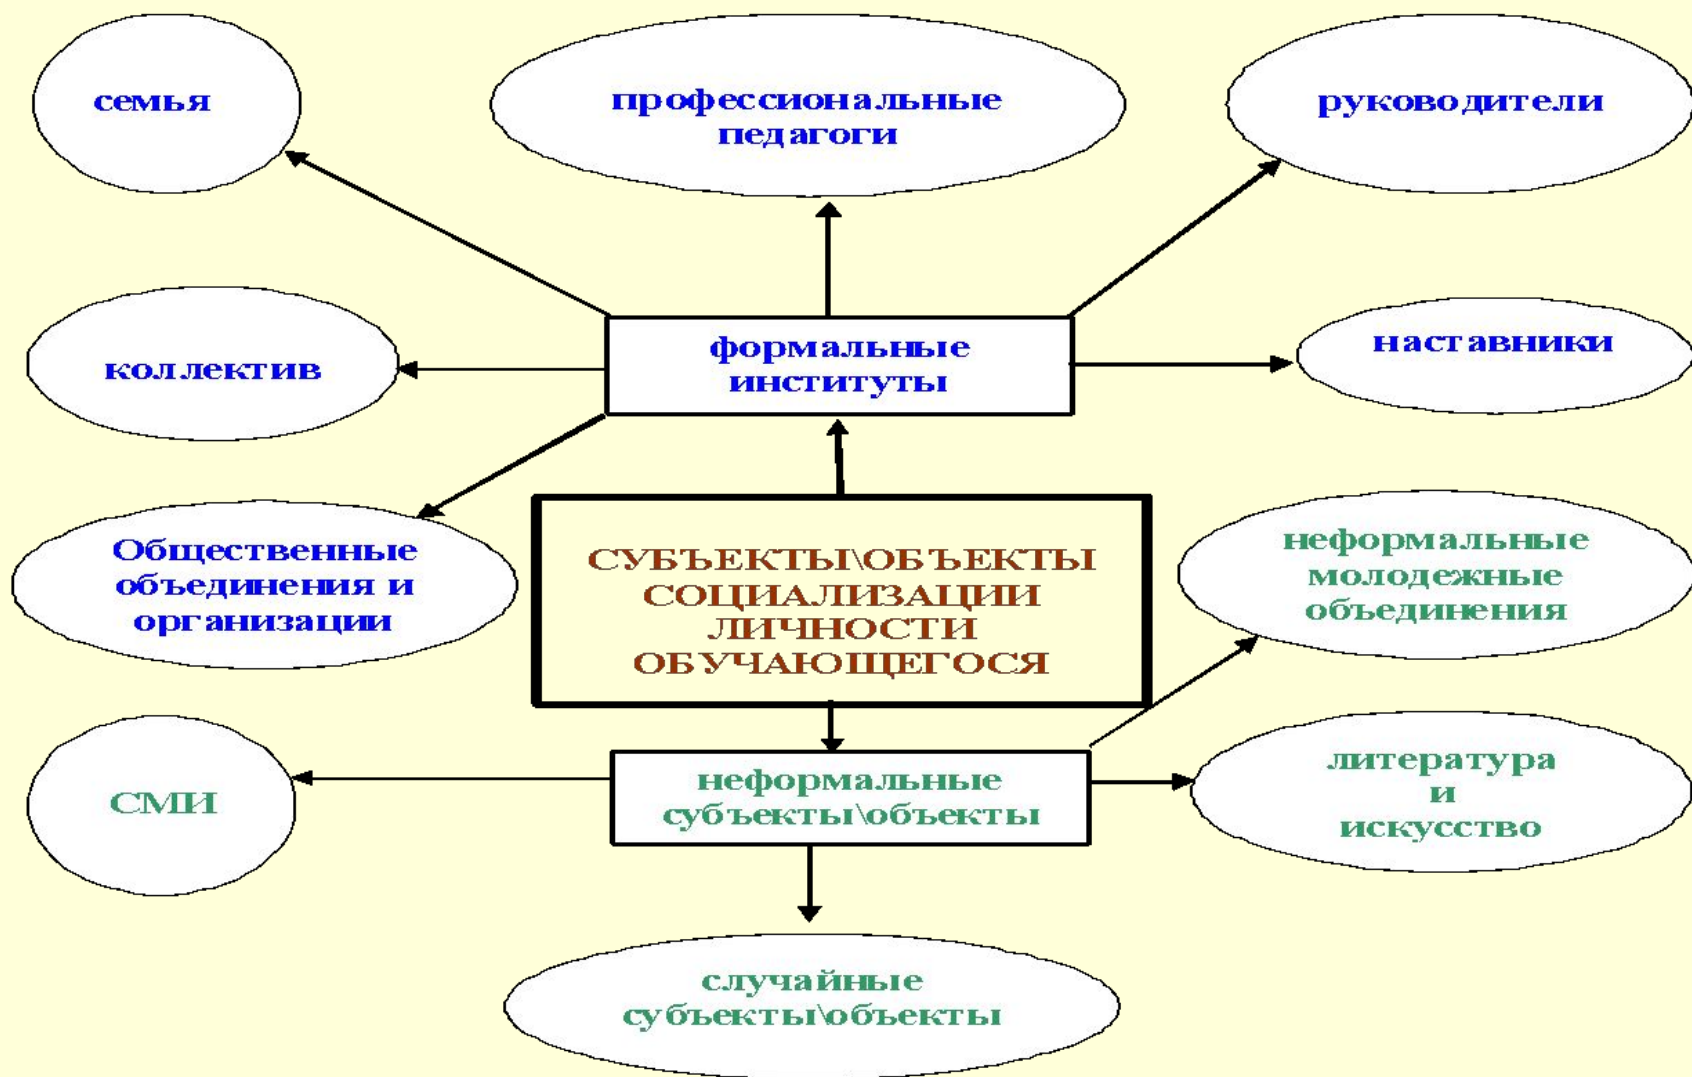 семья
профессиональные
педагоги
руководители
коллектив
формальные
институты
наставники
Общественные
объединения и
организации
СУБЪЕКТЫ\ОБЪЕКТЫ
СОЦИАЛИЗАЦИИ
ЛИЧНОСТИ
ОБУЧАЮЩЕГОСЯ
неформальные
молодежные
объединения
СМИ
неформальные
субъекты\объекты
литература
и
искусство
случайные
субъекты\объекты